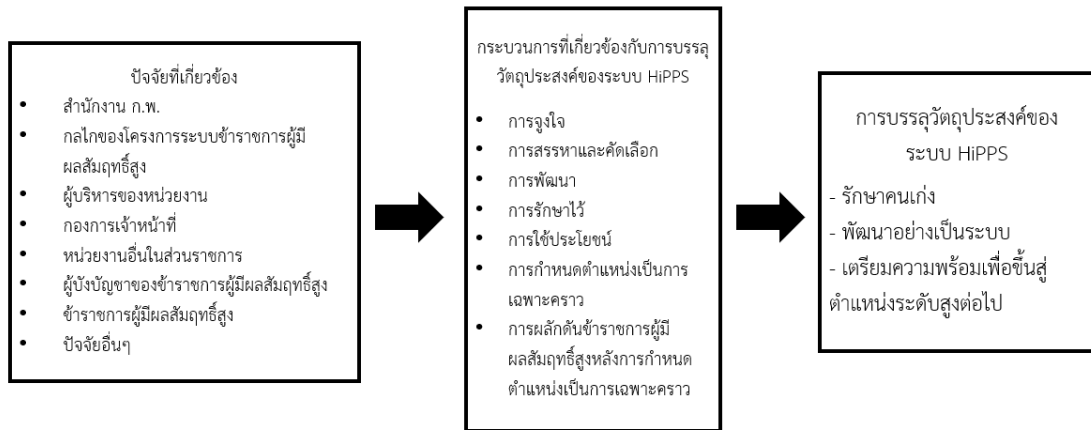 ปัจจัยที่เกี่ยวข้อง
• สำนักงาน ก.พ.
• กลไกของโครงการระบบข้าราชการผู้มี
ผลสัมฤทธิ์สูง
• ผู้บริหารของหน่วยงาน
• กองการเจ้าหน้าที่
• หน่วยงานอื่นในส่วนราชการ
• ผู้บังบัญชาของข้าราชการผู้มีผลสัมฤทธิ์สูง
• ข้าราชการผู้มีผลสัมฤทธิ์สูง
• ปัจจัยอื่นๆ
กระบวนการที่เกี่ยวข้องกับการบรรลุ
วัตถุประสงค์ของระบบ HiPPS
• การจูงใจ
• การสรรหาและคัดเลือก
• การพัฒนา
• การรักษาไว้
• การใช้ประโยชน์
• การกำหนดตำแหน่งเป็นการ
เฉพาะคราว
• การผลักดันข้าราชการผู้มี
ผลสัมฤทธิ์สูงหลังการกำหนด
ตำแหน่งเป็นการเฉพาะคราว
การบรรลุวัตถุประสงค์ของ
ระบบ HiPPS
- รักษาคนเก่ง
- พัฒนาอย่างเป็นระบบ
- เตรียมความพร้อมเพื่อขึ้นสู่
ตำแหน่งระดับสูงต่อไป